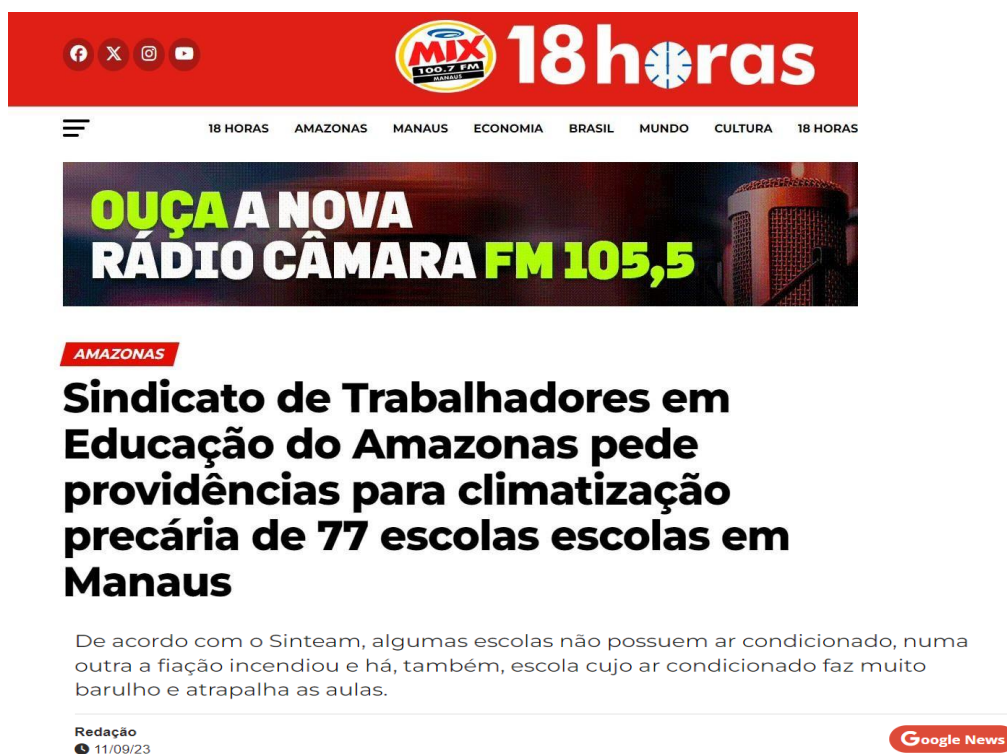 MIX
100.7 FM
MANAUS
18 horas
18 HORAS AMAZONAS MANAUS ECONOMIA BRASIL MUNDO CULTURA 18 HORAS
OUÇA A NOVA
RÁDIO CÂMARA FM 105,5
AMAZONAS
Sindicato de Trabalhadores em
Educação do Amazonas pede
providências para climatização
precária de 77 escolas escolas em
Manaus
De acordo com o Sinteam, algumas escolas não possuem ar condicionado, numa
outra a fiação incendiou e há, também, escola cujo ar condicionado faz muito
barulho e atrapalha as aulas.
Redação
11/09/23
Google News